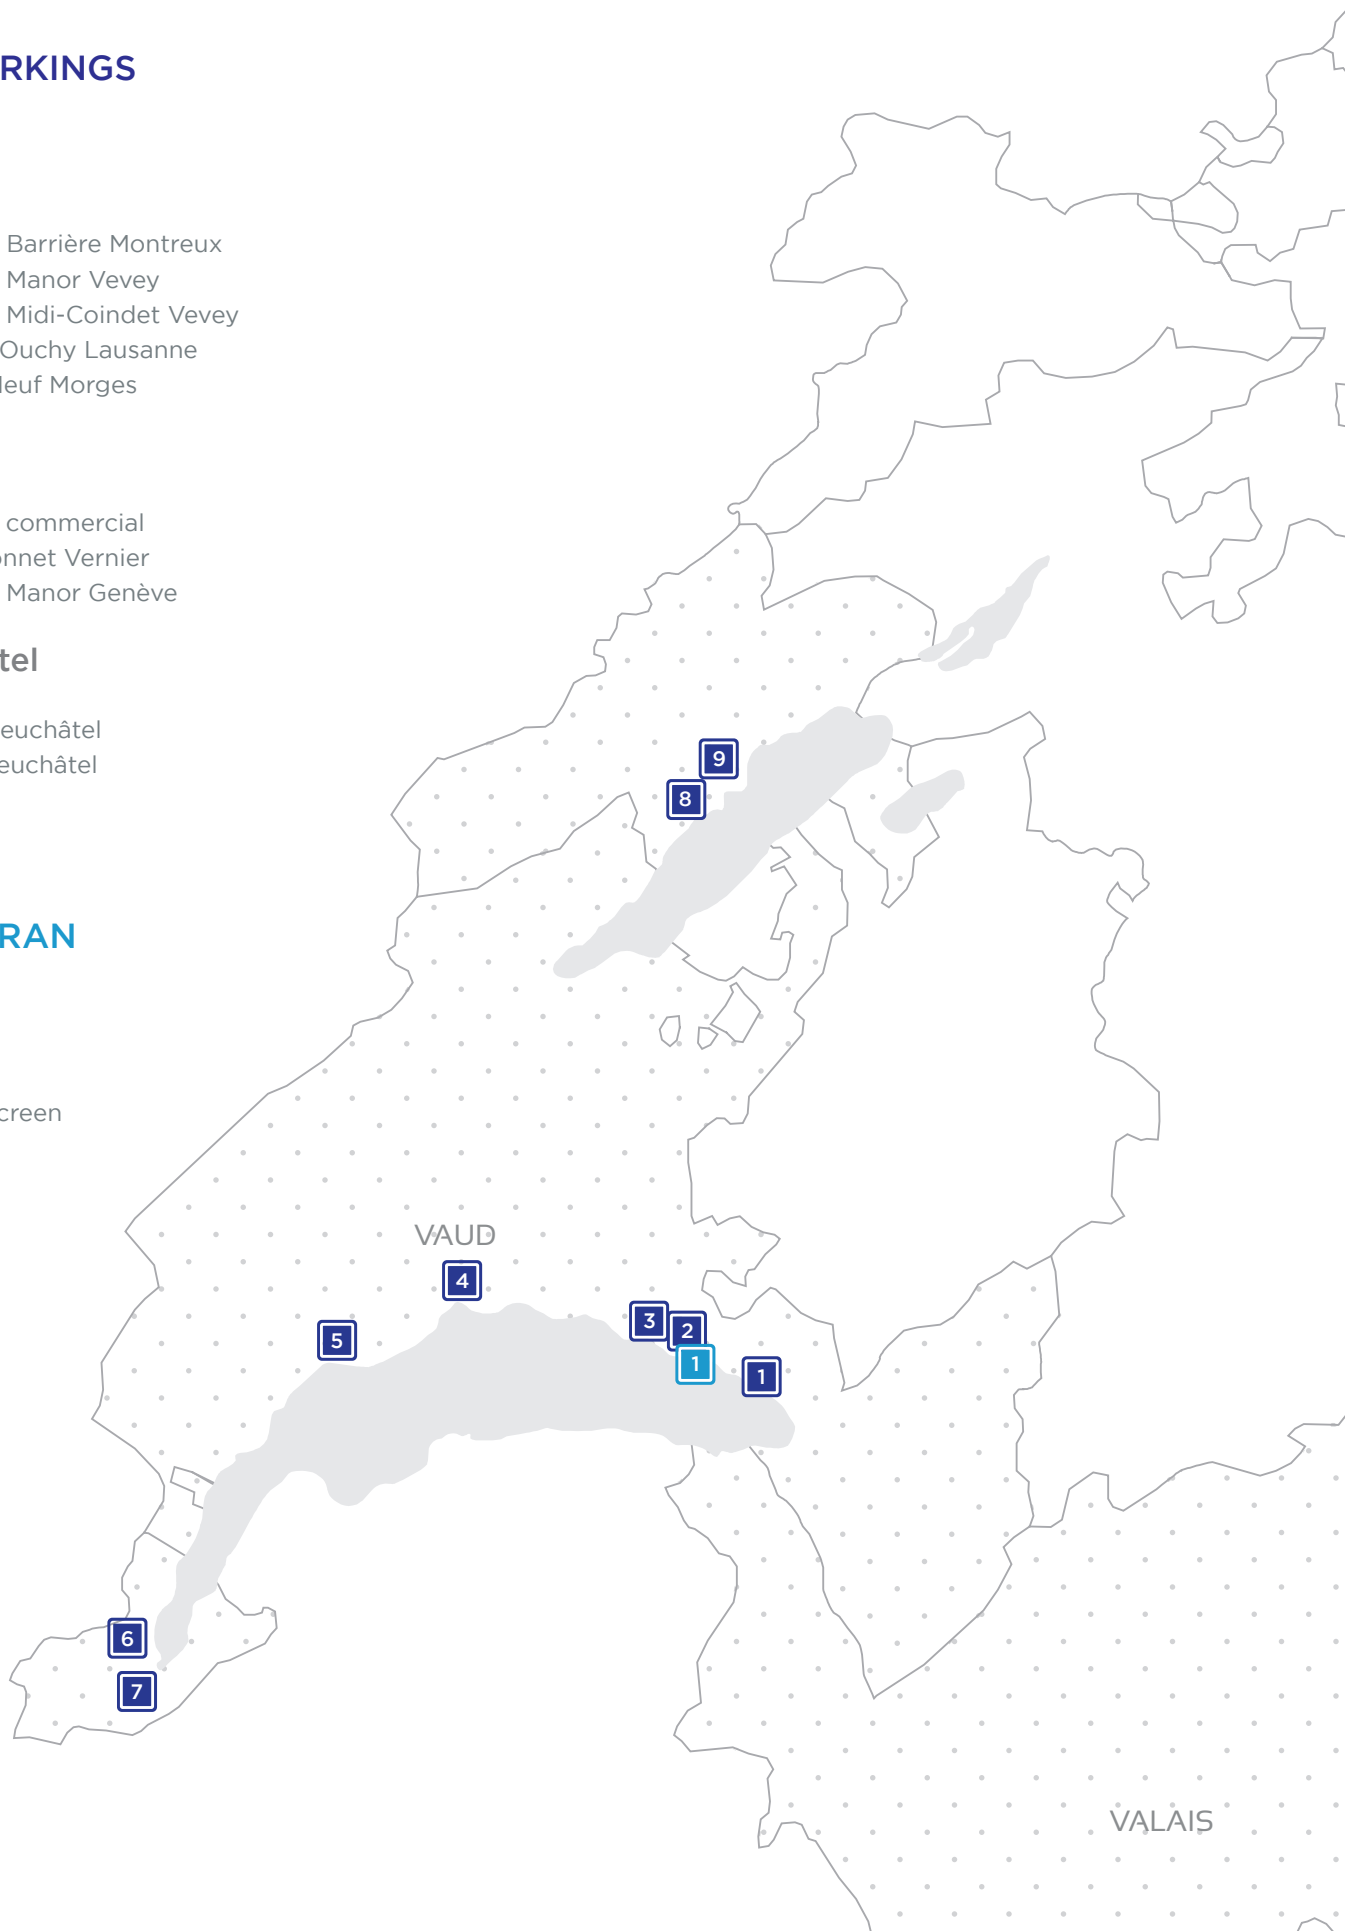 RKINGS
Barrière Montreux
Manor Vevey
Midi-Coindet Vevey
Ouchy Lausanne
leuf Morges
commercial
onnet Vernier
Manor Genève
tel
euchâtel
euchâtel
RAN
creen
9
8
VAUD
4
3
2
5
1
1
6
7
VALAIS